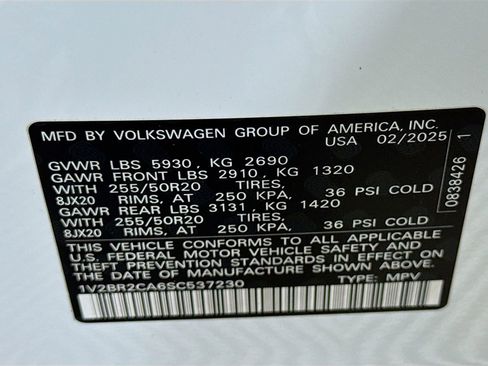 MFD BY VOLKSWAGEN GROUP OF AMERICA, INC.
USA 02/2025
GVWR LBS 5930 , KG 2690
GAWR FRONT LBS 2910 , KG 1320
WITH 255/50R20 TIRES,
8JX20 RIMS, AT 250 KPA, 36 PSI COLD
GAWR REAR LBS 3131 , KG 1420
WITH 255/50R20 TIRES,
8JX20 RIMS, AT 250 KPA, 36 PSI COLD
THIS VEHICLE CONFORMS TO ALL APPLICABLE
U.S. FEDERAL MOTOR VEHICLE SAFETY AND
THEFT PREVENTION STANDARDS IN EFFECT ON
THE DATE OF MANUFACTURE SHOWN ABOVE.
1V2BR2CA6SC537230 TYPE: MPV
I0838426 1